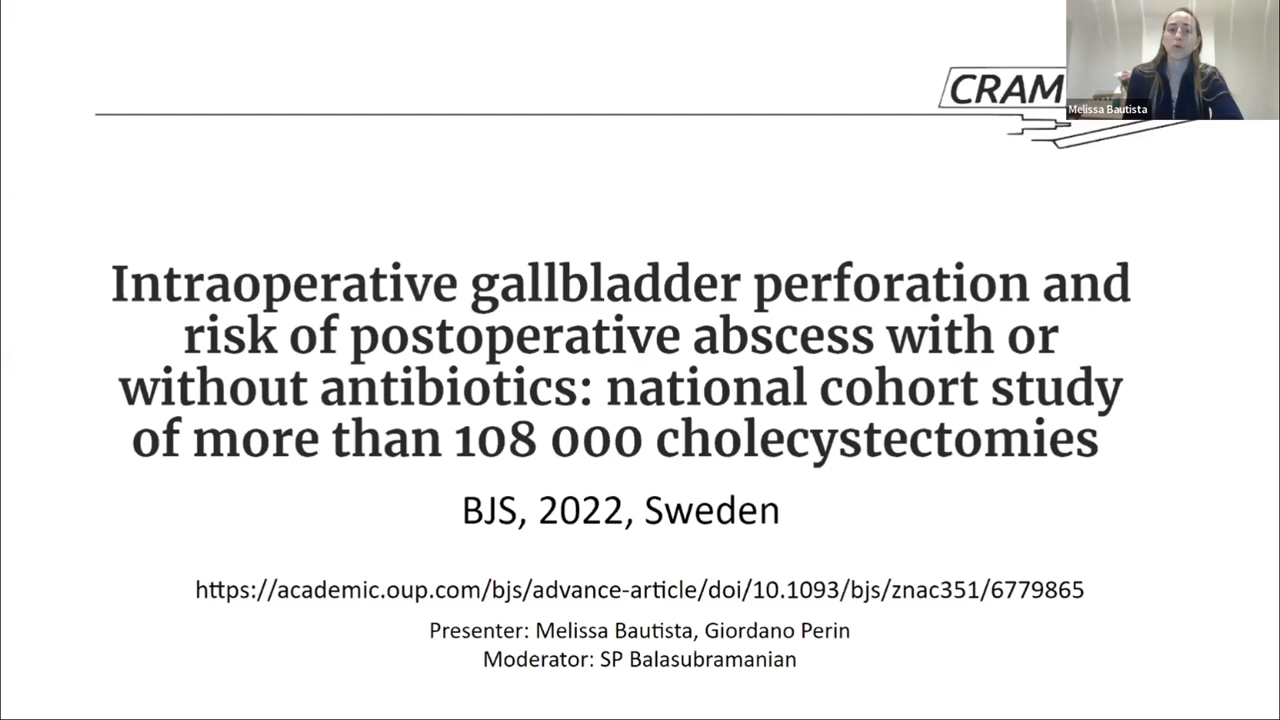 CRAM
Melissa Bautista
Intraoperative gallbladder perforation and
risk of postoperative abscess with or
without antibiotics: national cohort study
of more than 108 000 cholecystectomies
BJS, 2022, Sweden
https://academic.oup.com/bjs/advance-article/doi/10.1093/bjs/znac351/6779865
Presenter: Melissa Bautista, Giordano Perin
Moderator: SP Balasubramanian